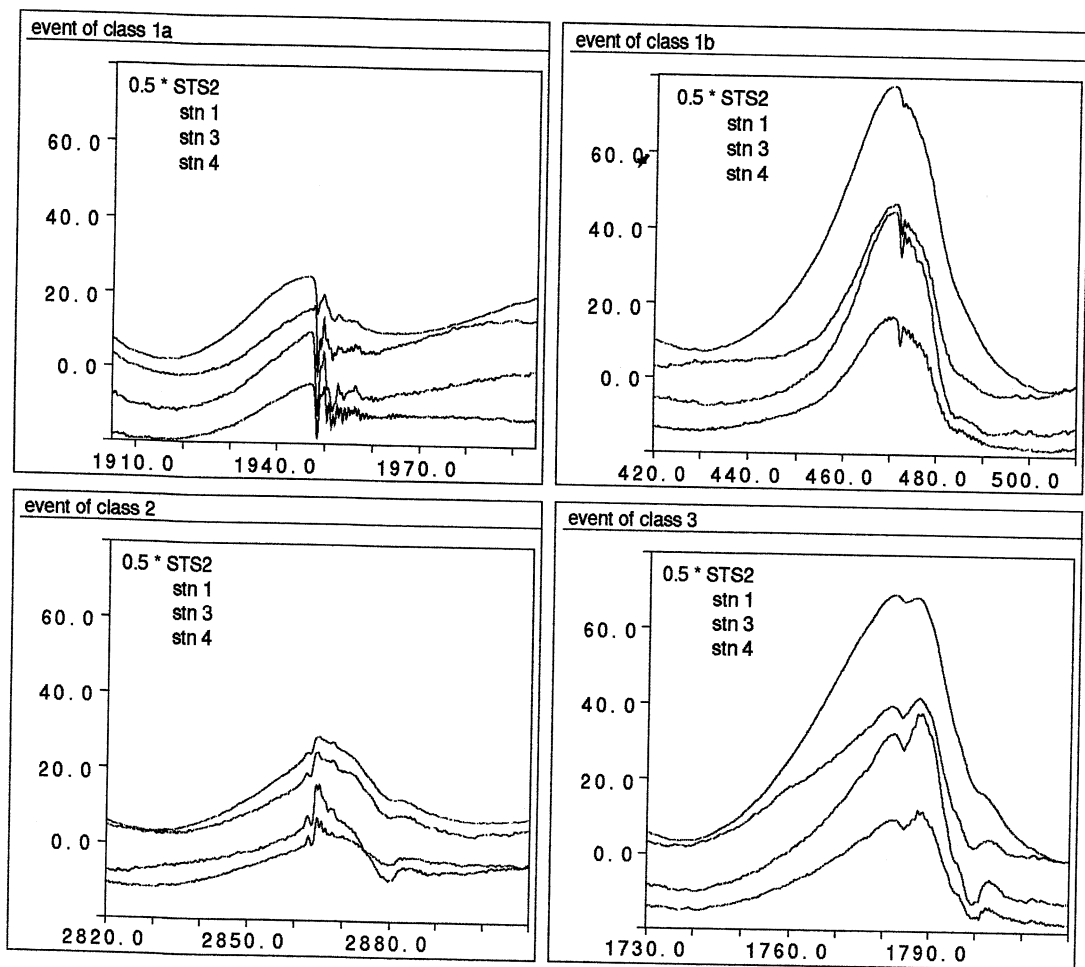 event of class 1a
0.5 * STS2
stn 1
stn 3
stn 4
60.0
40.0
20.0
0.0
1910.0 1940.0 1970.0
event of class 1b
0.5 * STS2
stn 1
stn 3
stn 4
60.0
40.0
20.0
0.0
420.0 440.0 460.0 480.0 500.0
event of class 2
0.5 * STS2
stn 1
stn 3
stn 4
60.0
40.0
20.0
0.0
2820.0 2850.0 2880.0
event of class 3
0.5 * STS2
stn 1
stn 3
stn 4
60.0
40.0
20.0
0.0
1730.0 1760.0 1790.0